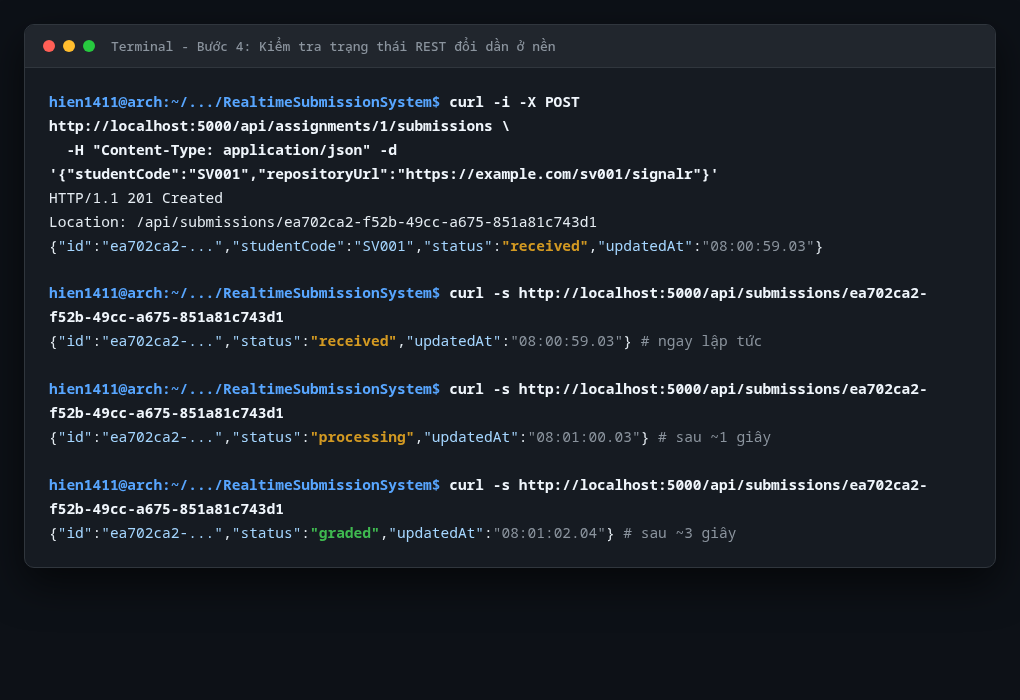 Terminal - Bước 4: Kiểm tra trạng thái REST đổi dần ở nền
hien1411@arch:~/.../RealtimeSubmissionSystem$ curl -i -X POST
http://localhost:5000/api/assignments/1/submissions \
-H "Content-Type: application/json" -d
'{"studentCode":"SV001","repositoryUrl":"https://example.com/sv001/signalr"}'
HTTP/1.1 201 Created
Location: /api/submissions/ea702ca2-f52b-49cc-a675-851a81c743d1
{"id":"ea702ca2-...","studentCode":"SV001","status":"received","updatedAt":"08:00:59.03"}
hien1411@arch:~/.../RealtimeSubmissionSystem$ curl -s http://localhost:5000/api/submissions/ea702ca2-
f52b-49cc-a675-851a81c743d1
{"id":"ea702ca2-...","status":"received","updatedAt":"08:00:59.03"} # ngay lập tức
hien1411@arch:~/.../RealtimeSubmissionSystem$ curl -s http://localhost:5000/api/submissions/ea702ca2-
f52b-49cc-a675-851a81c743d1
{"id":"ea702ca2-...","status":"processing","updatedAt":"08:01:00.03"} # sau ~1 giây
hien1411@arch:~/.../RealtimeSubmissionSystem$ curl -s http://localhost:5000/api/submissions/ea702ca2-
f52b-49cc-a675-851a81c743d1
{"id":"ea702ca2-...","status":"graded","updatedAt":"08:01:02.04"} # sau ~3 giây